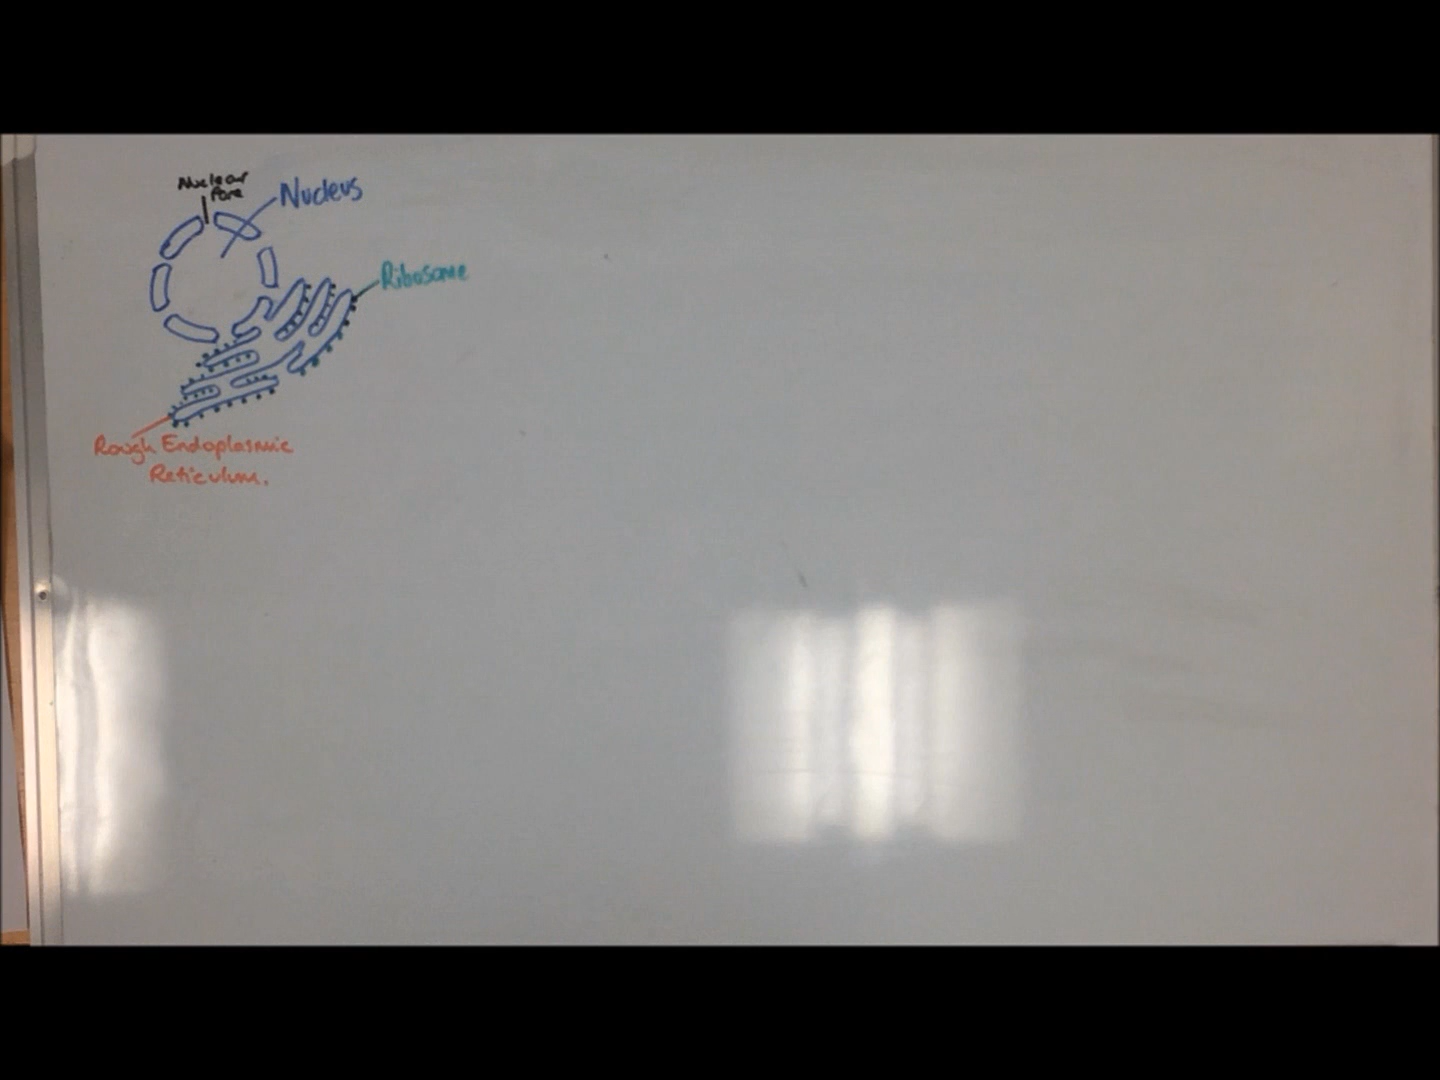 Nuclear
Pore
Nucleus
Ribosome
Rough Endoplasmic
Reticulum.